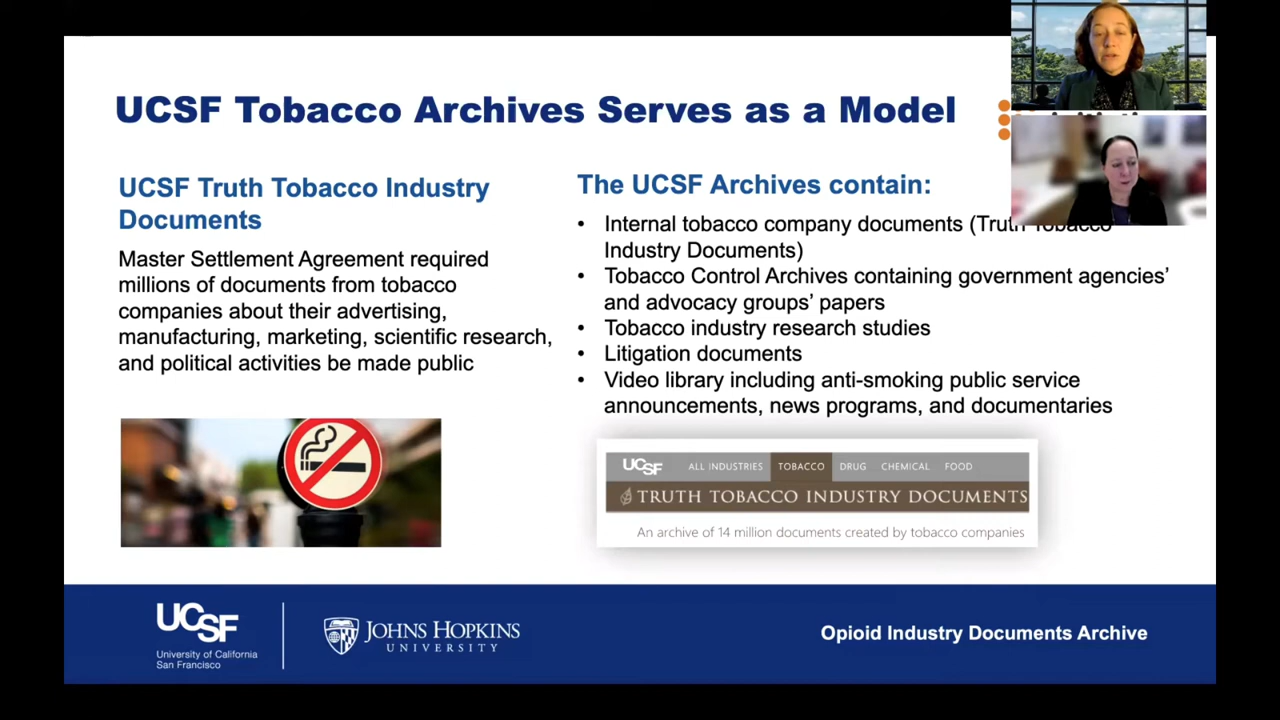 UCSF Tobacco Archives Serves as a Model
UCSF Truth Tobacco Industry
Documents
Master Settlement Agreement required
millions of documents from tobacco
companies about their advertising,
manufacturing, marketing, scientific research,
and political activities be made public
The UCSF Archives contain:
• Internal tobacco company documents (Truth Tobacco
Industry Documents)
• Tobacco Control Archives containing government agencies’
and advocacy groups’ papers
• Tobacco industry research studies
• Litigation documents
• Video library including anti-smoking public service
announcements, news programs, and documentaries
UCSF ALL INDUSTRIES TOBACCO DRUG CHEMICAL FOOD
TRUTH TOBACCO INDUSTRY DOCUMENTS
An archive of 14 million documents created by tobacco companies
UCSF
University of California
San Francisco
JOHNS HOPKINS
UNIVERSITY
Opioid Industry Documents Archive